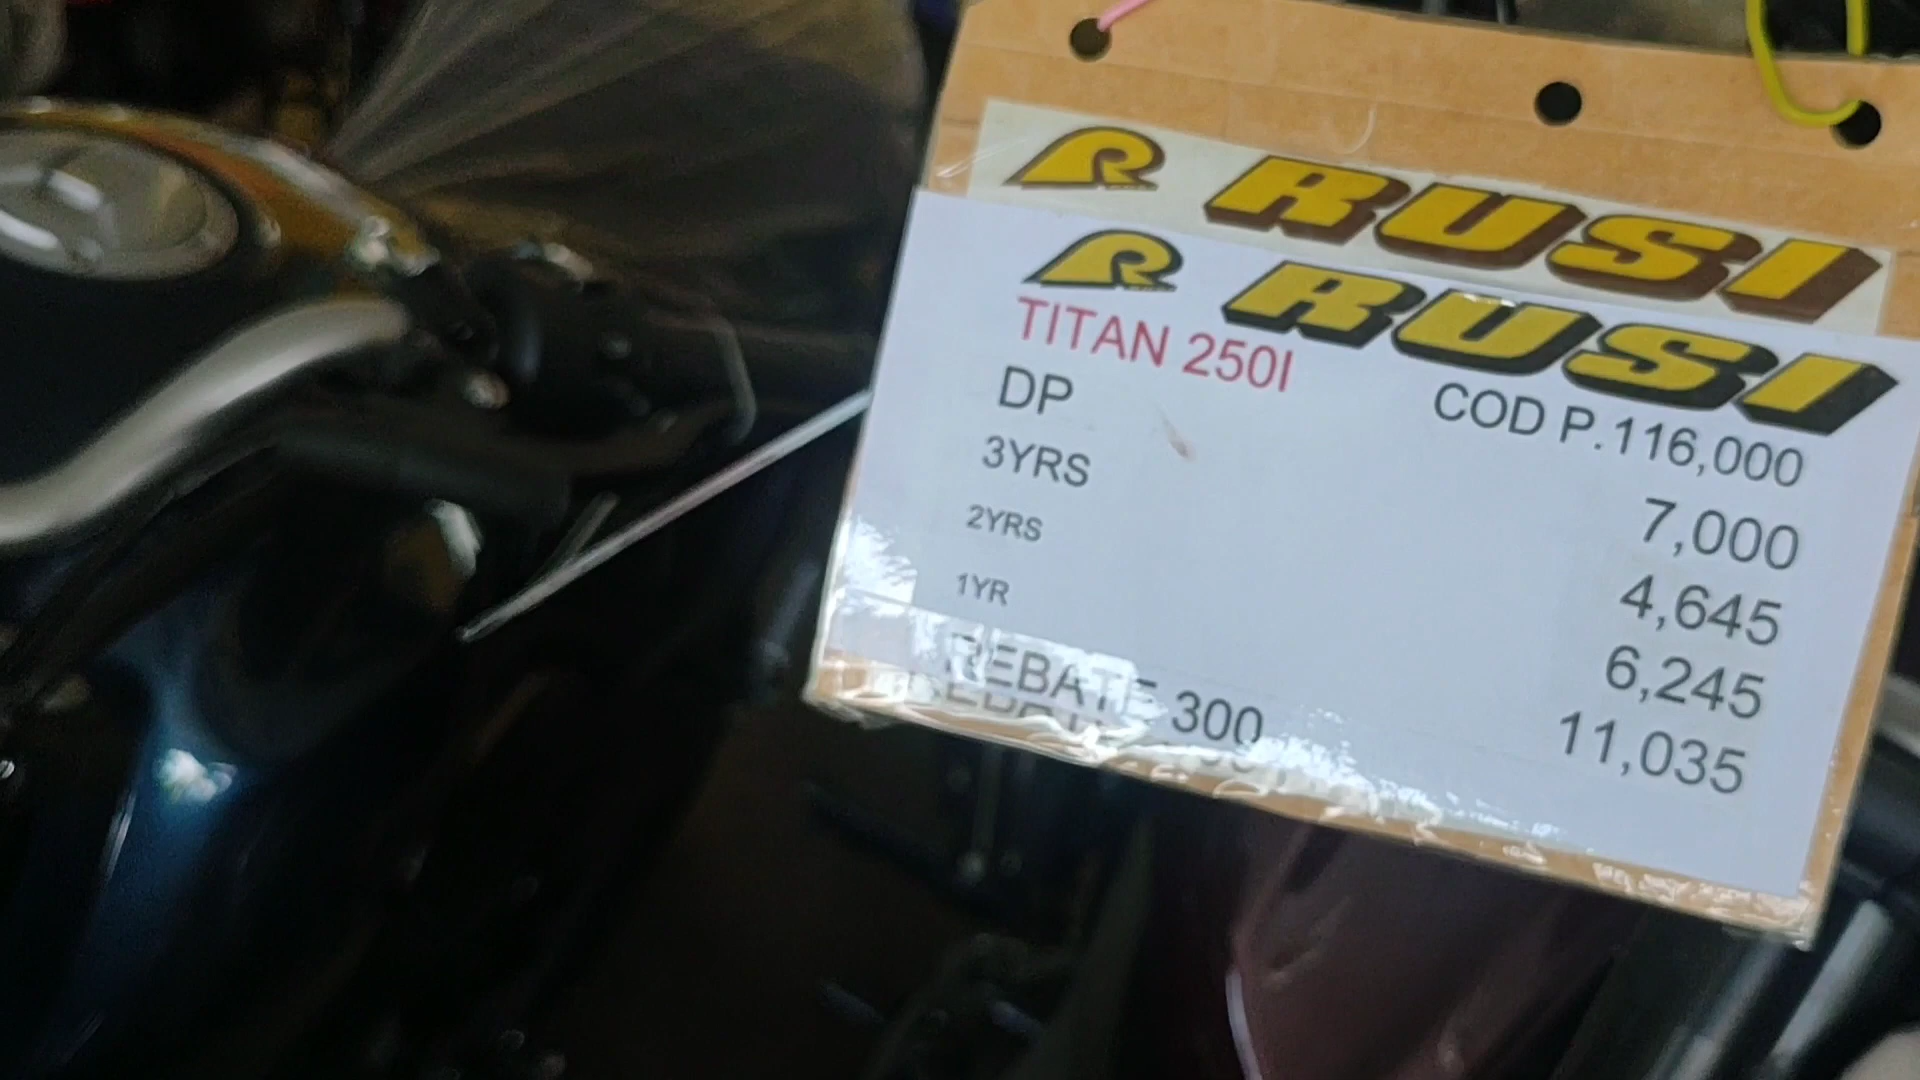 R RUSI
R RUSI
TITAN 250I
COD P.116,000
DP 7,000
3YRS 4,645
2YRS 6,245
1YR 11,035
REBATE 300